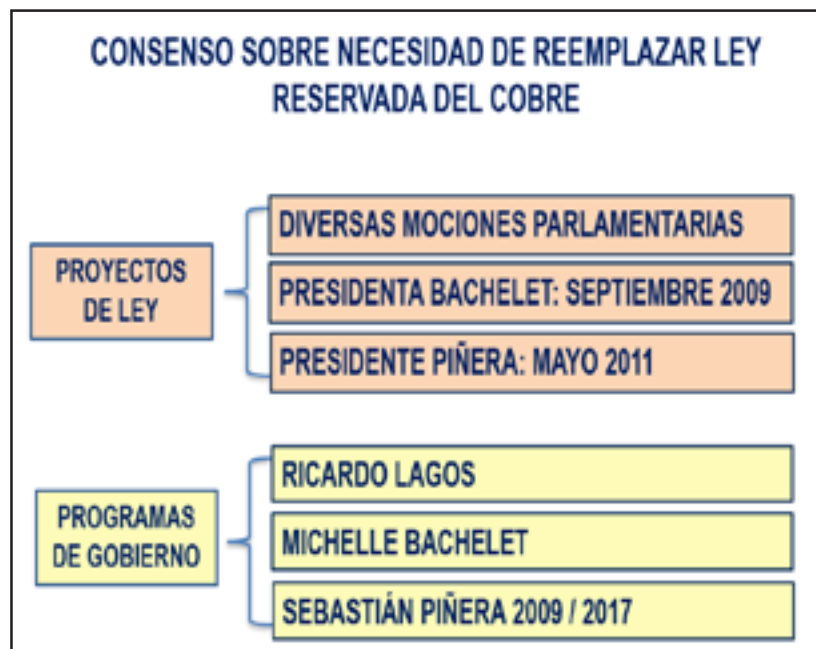 CONSENSO SOBRE NECESIDAD DE REEMPLAZAR LEY
RESERVADA DEL COBRE
PROYECTOS
DE LEY
DIVERSAS MOCIONES PARLAMENTARIAS
PRESIDENTA BACHELET: SEPTIEMBRE 2009
PRESIDENTE PIÑERA: MAYO 2011
PROGRAMAS
DE GOBIERNO
RICARDO LAGOS
MICHELLE BACHELET
SEBASTIÁN PIÑERA 2009 / 2017